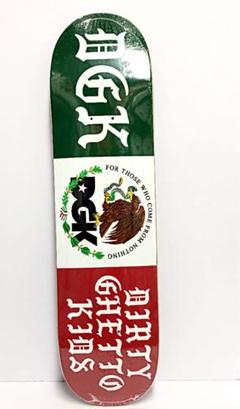 DGK
FOR THOSE WHO COME FROM NOTHING
DGK
DIRTY
GHETTO
KIDS